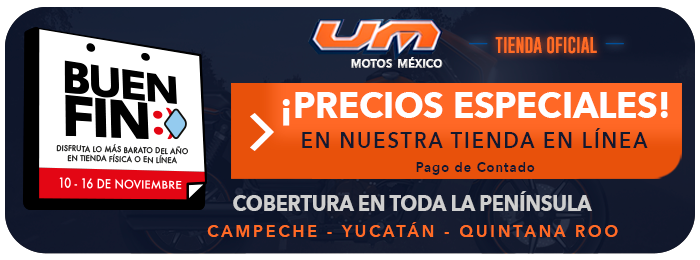 BUEN
FIN
DISFRUTA LO MÁS BARATO DEL AÑO
EN TIENDA FÍSICA O EN LÍNEA
10 - 16 DE NOVIEMBRE
UM
MOTOS MÉXICO
TIENDA OFICIAL
¡PRECIOS ESPECIALES!
EN NUESTRA TIENDA EN LÍNEA
Pago de Contado
COBERTURA EN TODA LA PENÍNSULA
CAMPECHE - YUCATÁN - QUINTANA ROO